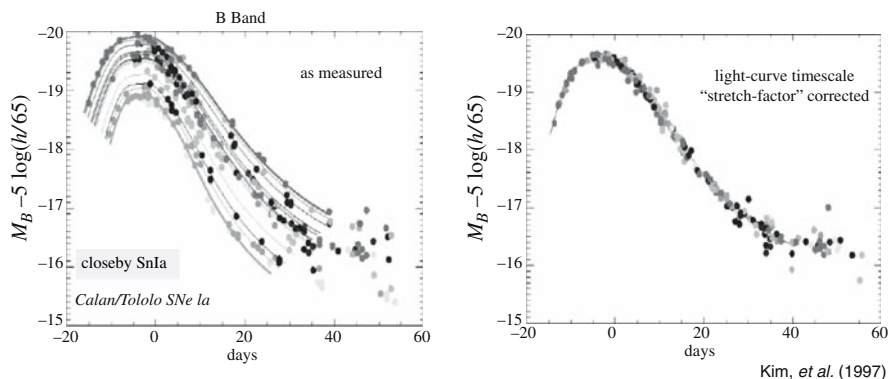 B Band
as measured
closeby SnIa
Calan/Tololo SNe Ia
M_B –5 log(h/65)
–20
–19
–18
–17
–16
–15
–20
0
20
40
60
days
light-curve timescale
“stretch-factor” corrected
M_B –5 log(h/65)
–20
–19
–18
–17
–16
–15
–20
0
20
40
60
days
Kim, et al. (1997)